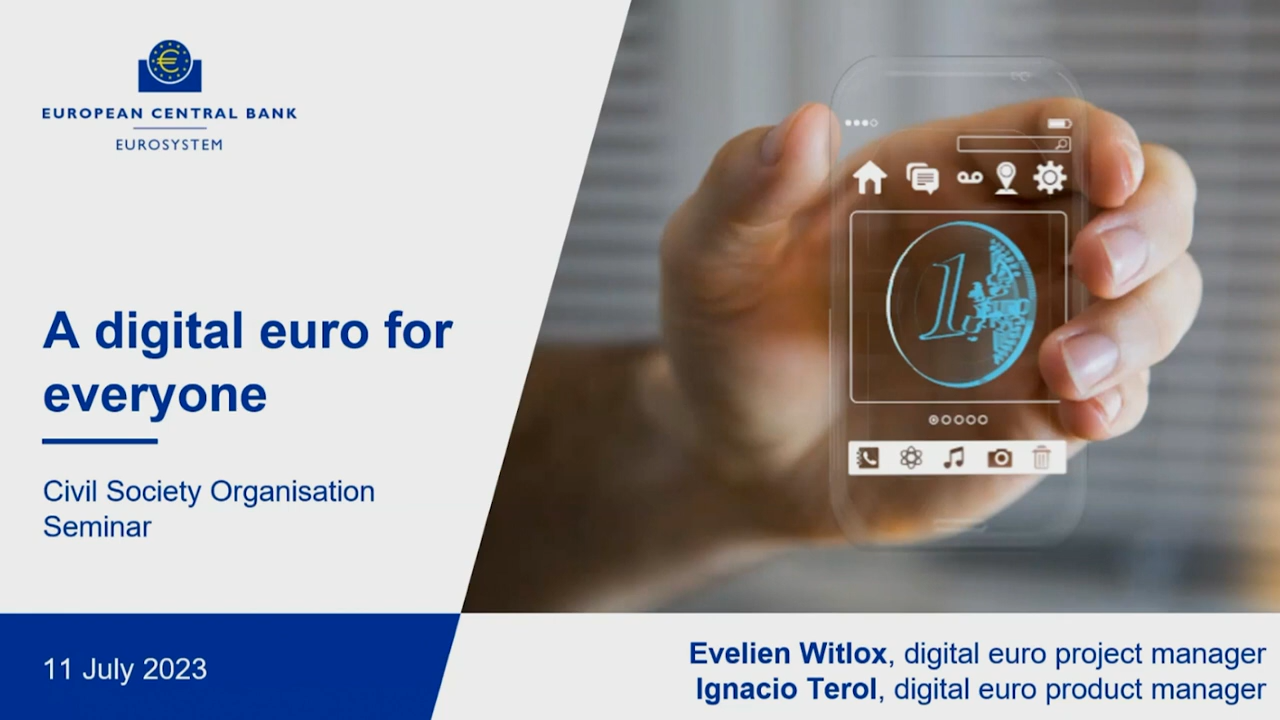 EUROPEAN CENTRAL BANK
EUROSYSTEM
A digital euro for
everyone
Civil Society Organisation
Seminar
11 July 2023
1
Evelien Witlox, digital euro project manager
Ignacio Terol, digital euro product manager